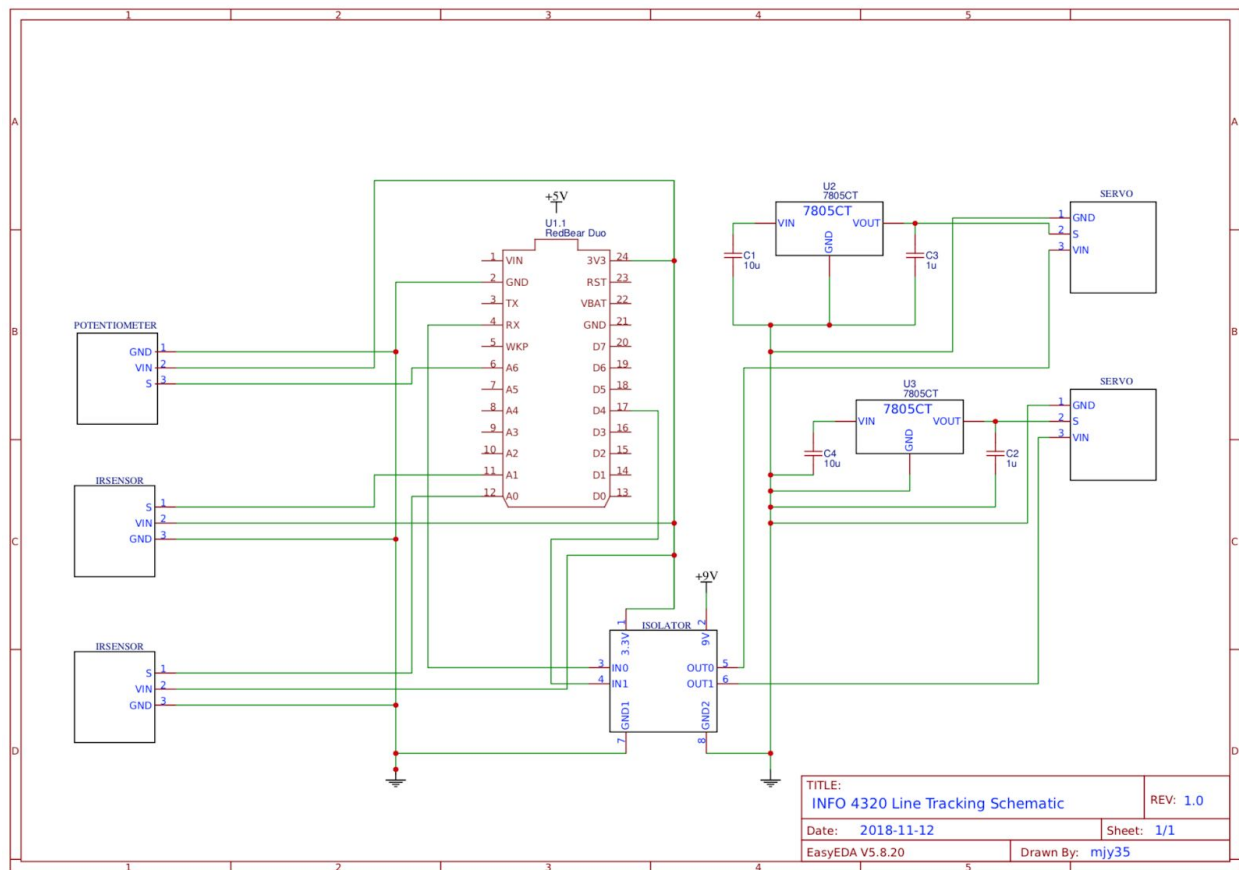 1 2 3 4 5
A A
B B
C C
D D
1 2 3 4 5
+5V
U1.1
RedBear Duo
1 VIN
2 GND
3 TX
4 RX
5 WKP
6 A6
7 A5
8 A4
9 A3
10 A2
11 A1
12 A0
3V3 24
RST 23
VBAT 22
GND 21
D7 20
D6 19
D5 18
D4 17
D3 16
D2 15
D1 14
D0 13
POTENTIOMETER
GND 1
VIN 2
S 3
IRSENSOR
S 1
VIN 2
GND 3
IRSENSOR
S 1
VIN 2
GND 3
U2
7805CT
7805CT
VIN VOUT
GND
C1
10u
C3
1u
SERVO
1 GND
2 S
3 VIN
U3
7805CT
7805CT
VIN VOUT
GND
C4
10u
C2
1u
SERVO
1 GND
2 S
3 VIN
+9V
ISOLATOR
1 3.3V
2 9V
3 IN0
4 IN1
OUT0 5
OUT1 6
GND1 7
GND2 8
TITLE:
INFO 4320 Line Tracking Schematic
REV: 1.0
Date: 2018-11-12
Sheet: 1/1
EasyEDA V5.8.20
Drawn By: mjy35